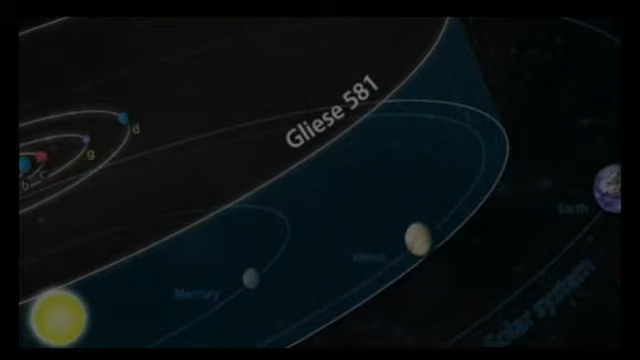 Gliese 581
d
g
b
c
Earth
Mercury
Venus
Solar system